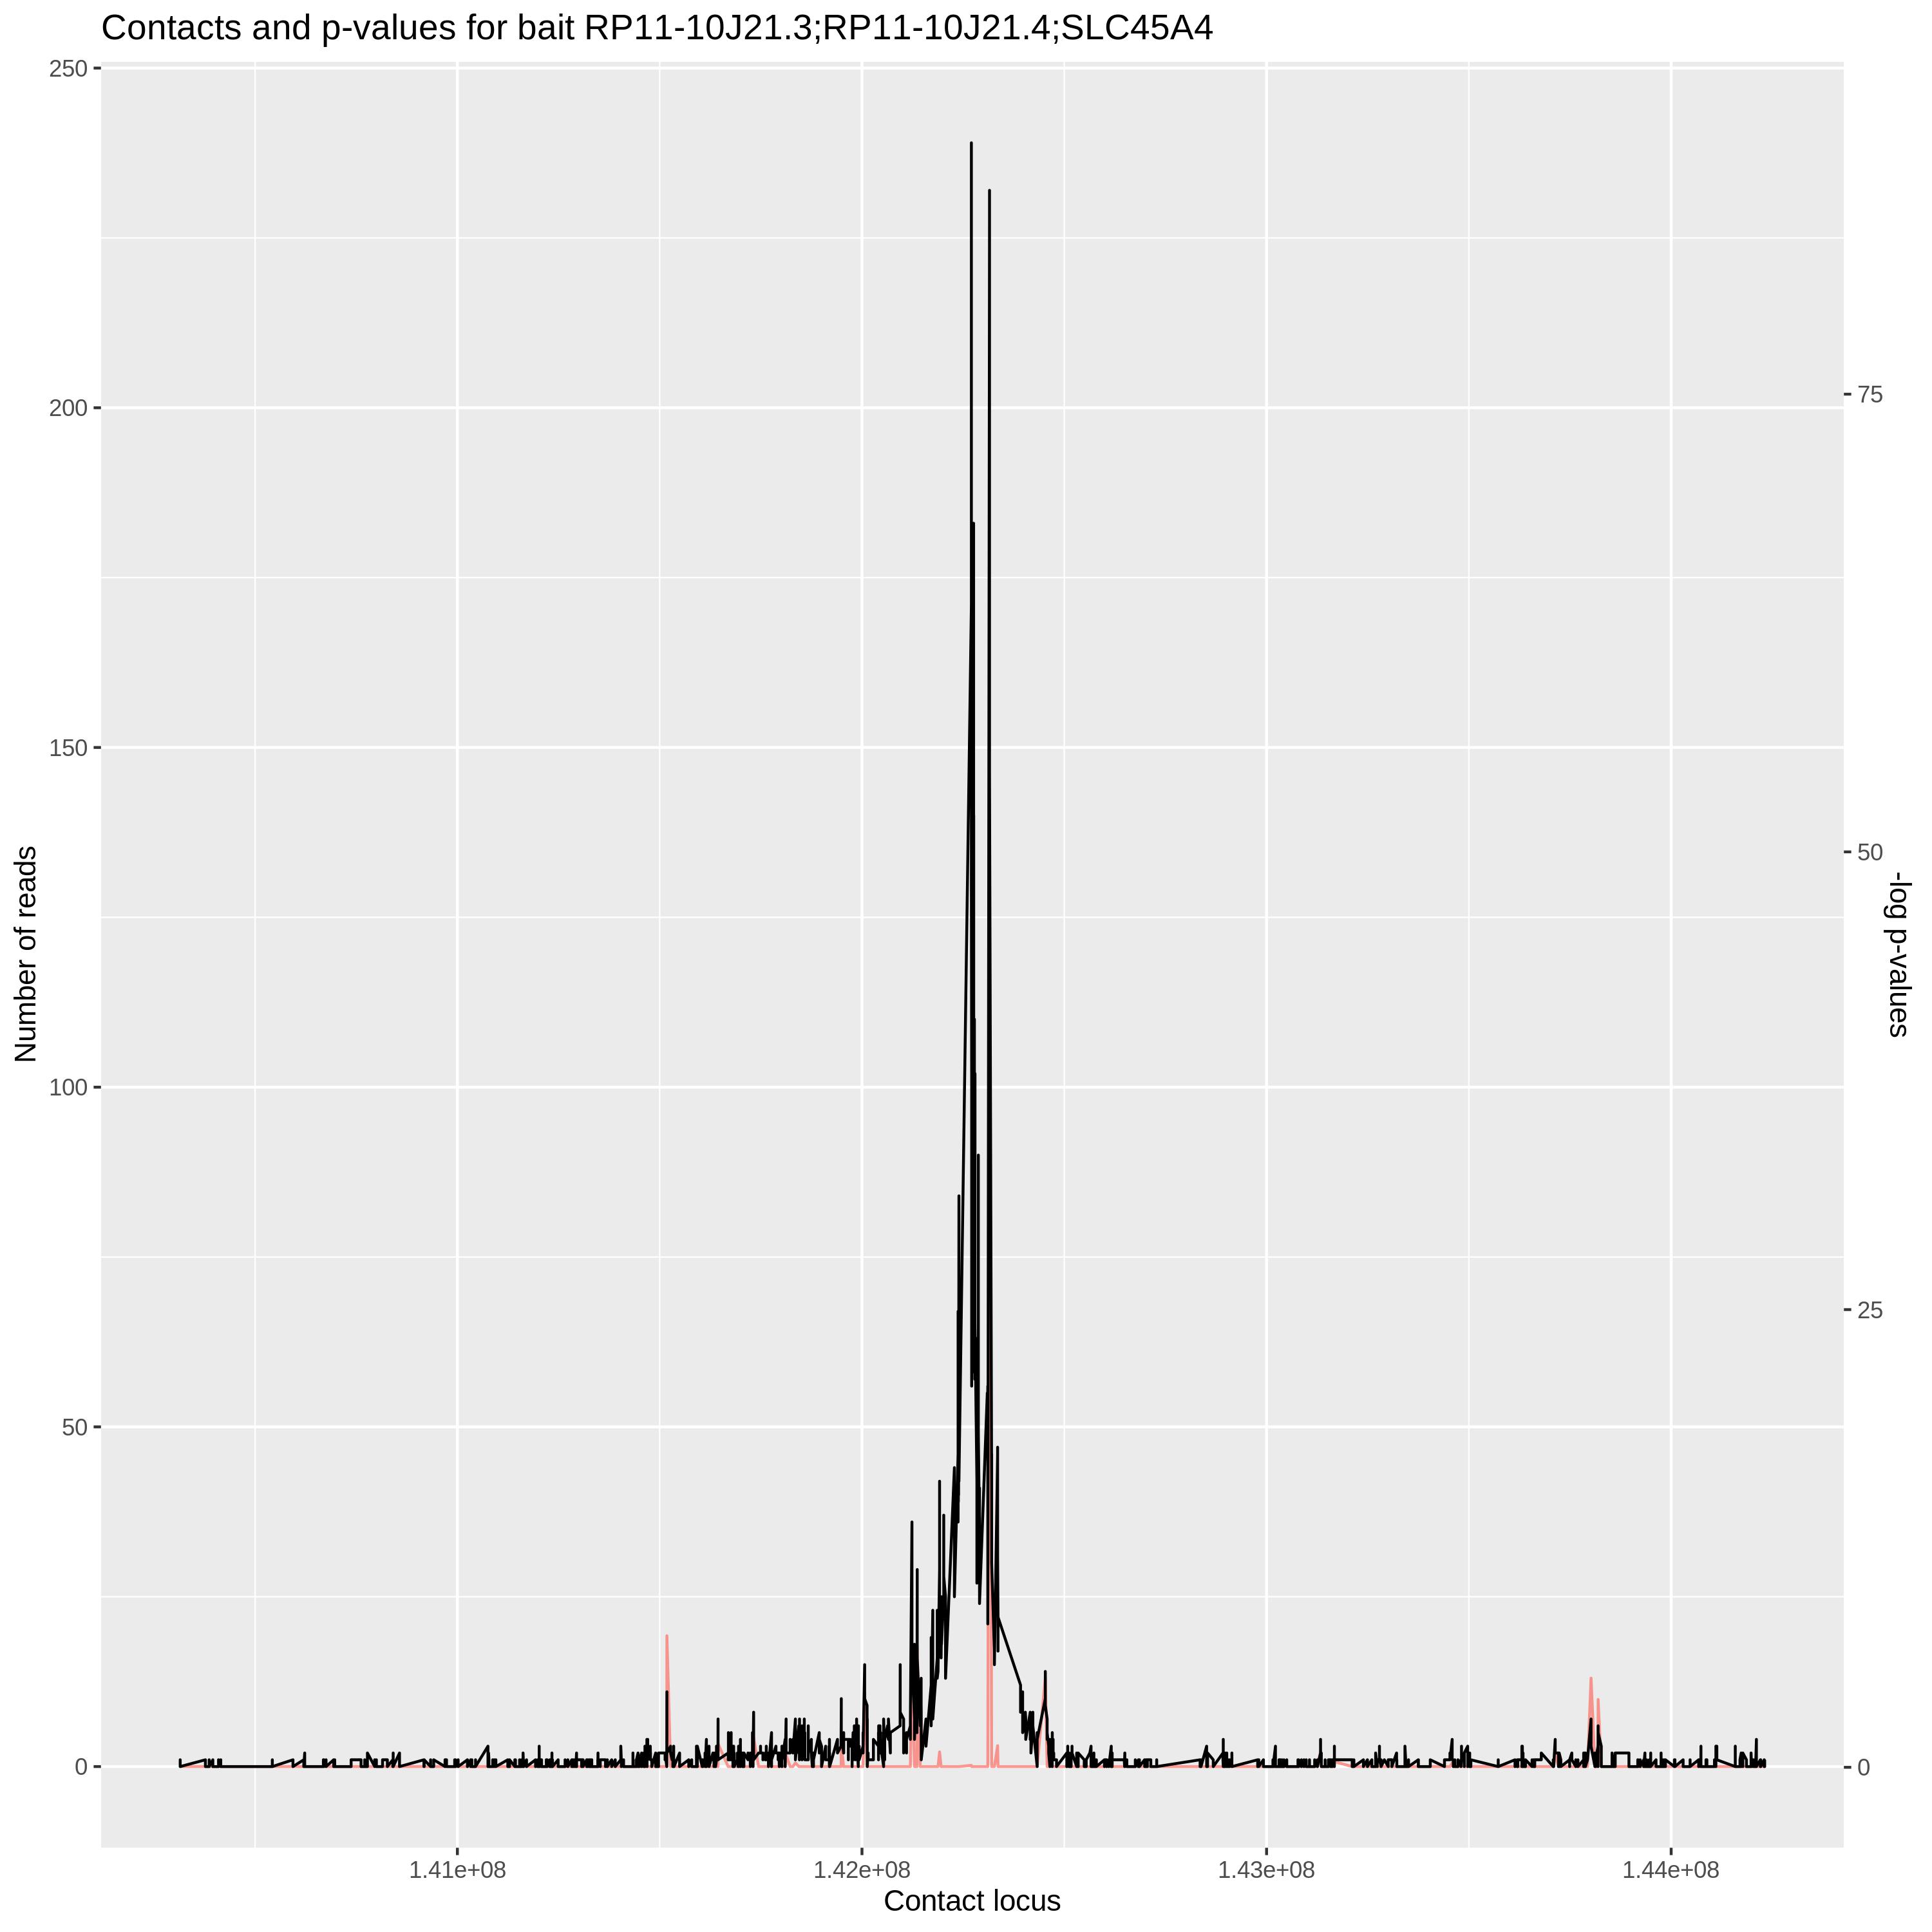 Contacts and p-values for bait RP11-10J21.3;RP11-10J21.4;SLC45A4
250
200
150
100
50
0
Number of reads
75
50
25
0
-log p-values
1.41e+08
1.42e+08
1.43e+08
1.44e+08
Contact locus